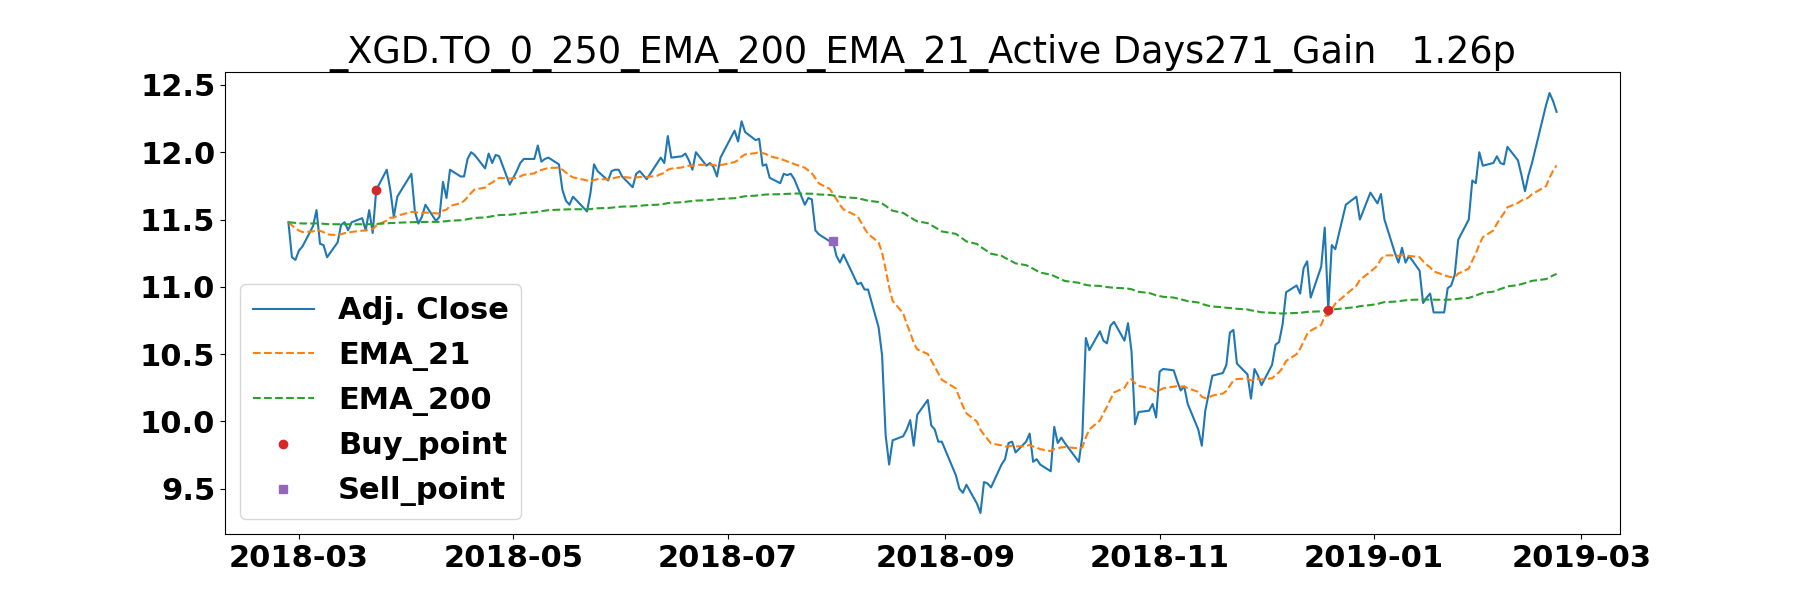 _XGD.TO_0_250_EMA_200_EMA_21_Active Days271_Gain   1.26p
12.5
12.0
11.5
11.0
10.5
10.0
9.5
Adj. Close
EMA_21
EMA_200
Buy_point
Sell_point
2018-03 2018-05 2018-07 2018-09 2018-11 2019-01 2019-03